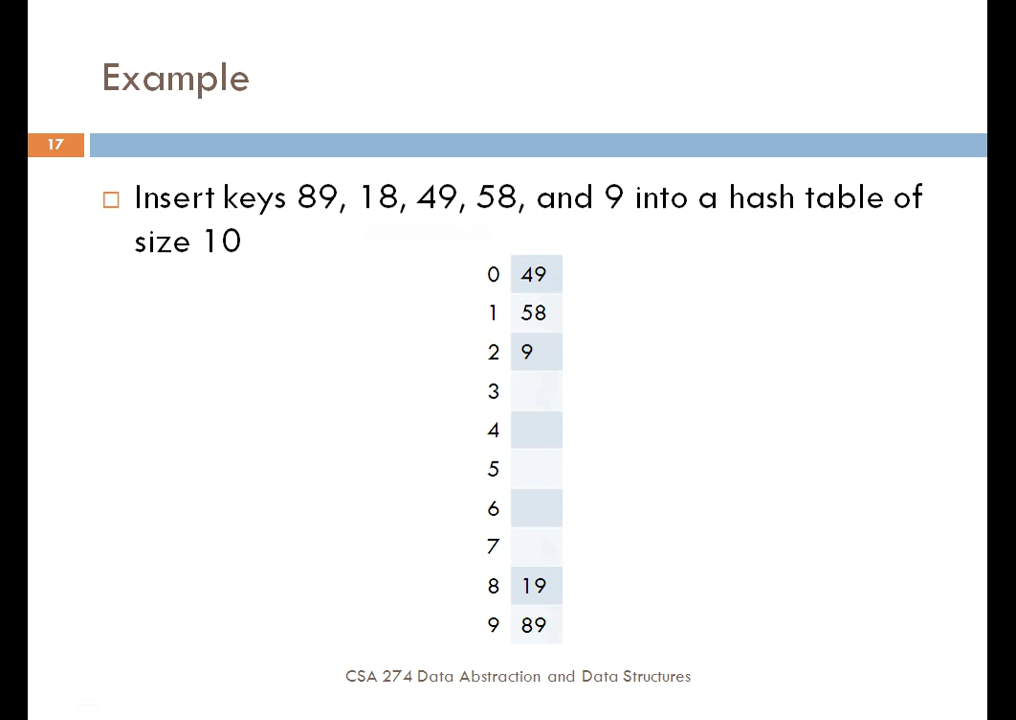 Example
17
Insert keys 89, 18, 49, 58, and 9 into a hash table of
size 10
0 49
1 58
2 9
3
4
5
6
7
8 19
9 89
CSA 274 Data Abstraction and Data Structures